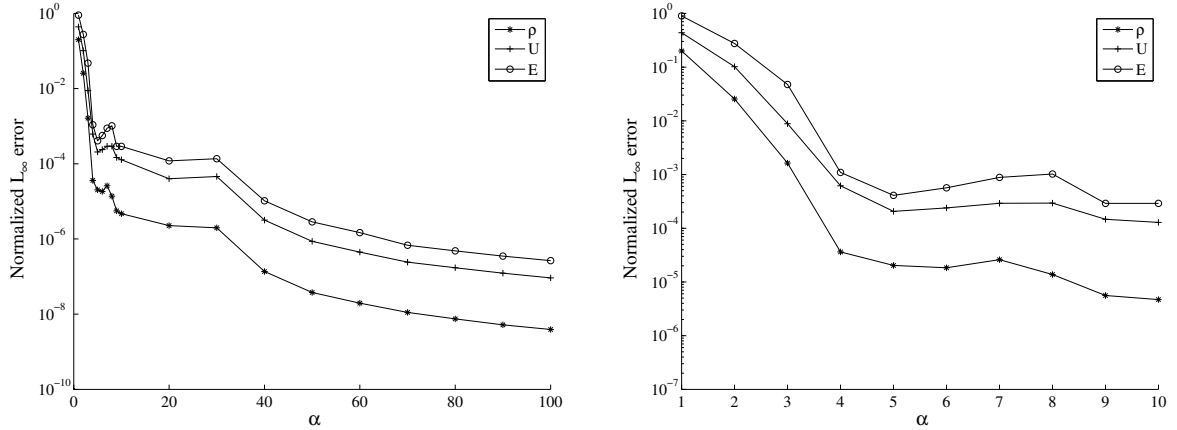 10^0
10^−2
10^−4
10^−6
10^−8
10^−10
Normalized L_∞ error
0 20 40 60 80 100
α
ρ
U
E
10^0
10^−1
10^−2
10^−3
10^−4
10^−5
10^−6
10^−7
Normalized L_∞ error
1 2 3 4 5 6 7 8 9 10
α
ρ
U
E